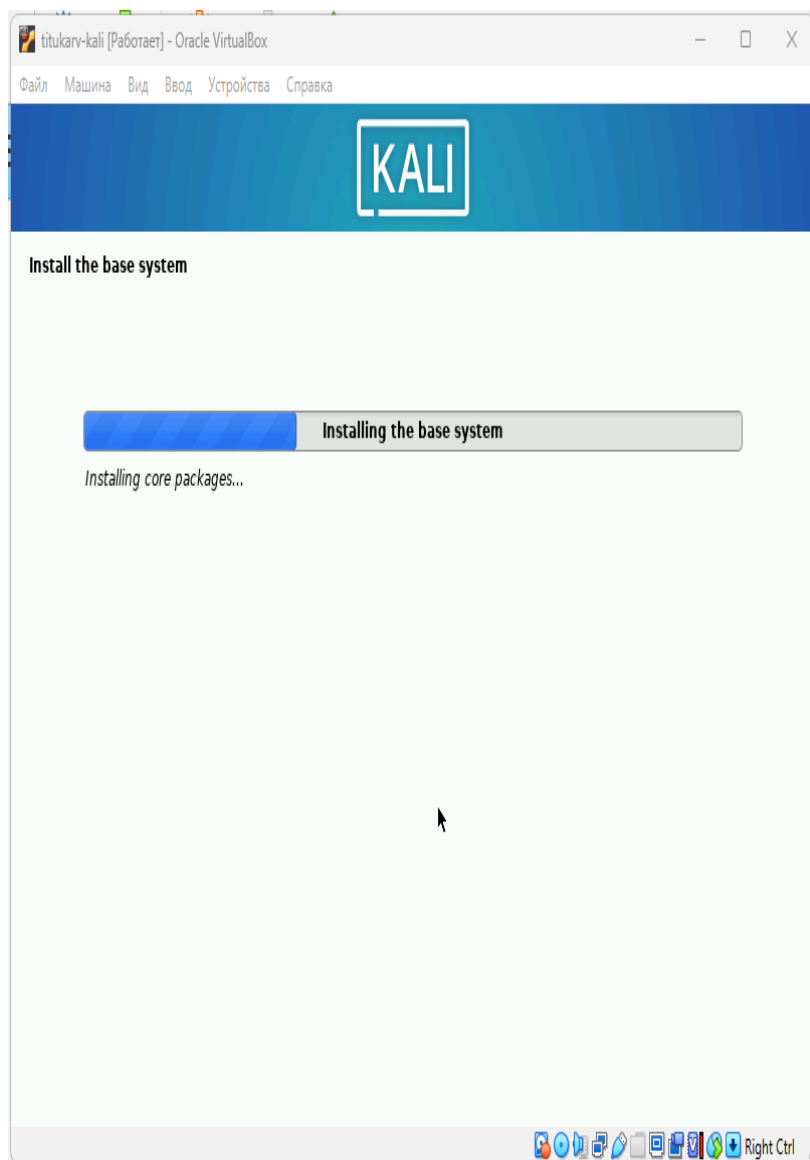 titukarv-kali [Работает] - Oracle VirtualBox
Файл Машина Вид Ввод Устройства Справка
KALI
Install the base system
Installing the base system
Installing core packages...
Right Ctrl